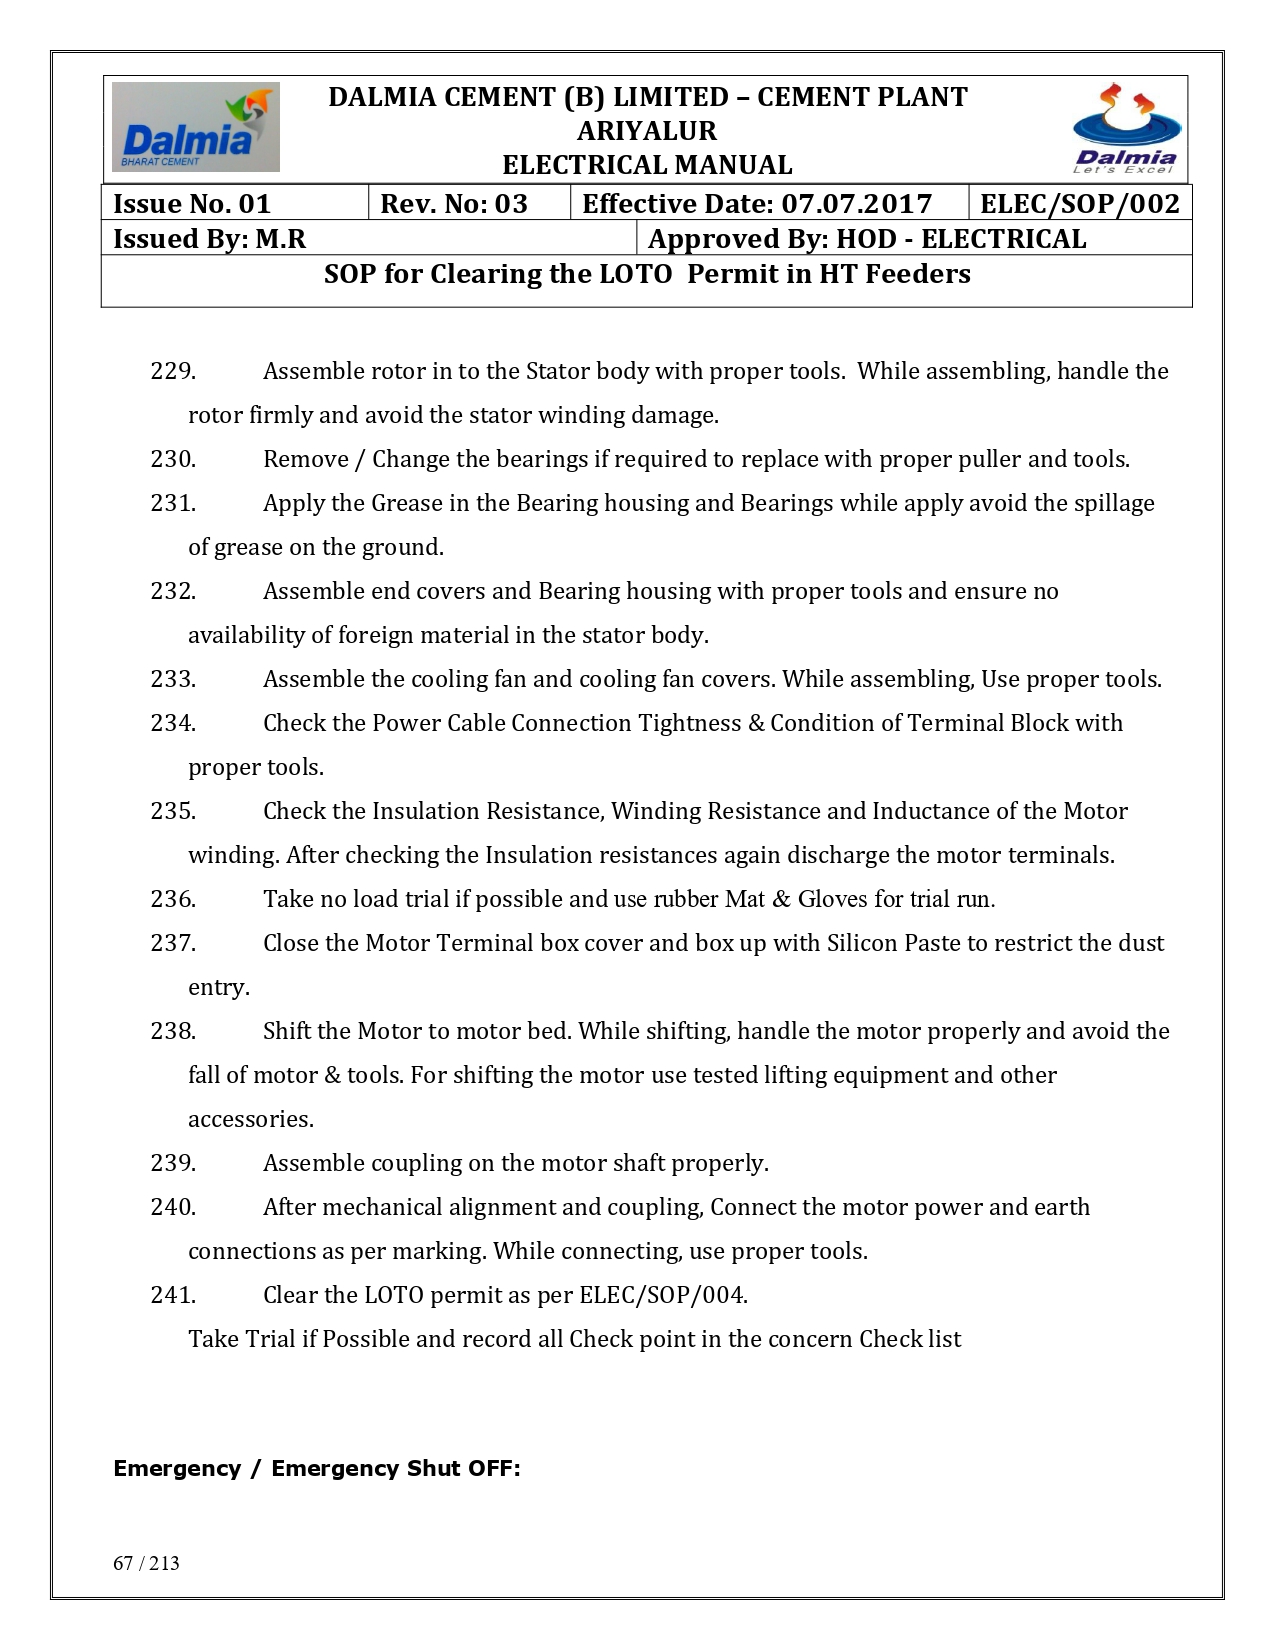 Dalmia
BHARAT CEMENT
DALMIA CEMENT (B) LIMITED – CEMENT PLANT
ARIYALUR
ELECTRICAL MANUAL
Dalmia
Let's Excel
Issue No. 01 Rev. No: 03 Effective Date: 07.07.2017 ELEC/SOP/002
Issued By: M.R Approved By: HOD - ELECTRICAL
SOP for Clearing the LOTO  Permit in HT Feeders
229. Assemble rotor in to the Stator body with proper tools.  While assembling, handle the
rotor firmly and avoid the stator winding damage.
230. Remove / Change the bearings if required to replace with proper puller and tools.
231. Apply the Grease in the Bearing housing and Bearings while apply avoid the spillage
of grease on the ground.
232. Assemble end covers and Bearing housing with proper tools and ensure no
availability of foreign material in the stator body.
233. Assemble the cooling fan and cooling fan covers. While assembling, Use proper tools.
234. Check the Power Cable Connection Tightness & Condition of Terminal Block with
proper tools.
235. Check the Insulation Resistance, Winding Resistance and Inductance of the Motor
winding. After checking the Insulation resistances again discharge the motor terminals.
236. Take no load trial if possible and use rubber Mat & Gloves for trial run.
237. Close the Motor Terminal box cover and box up with Silicon Paste to restrict the dust
entry.
238. Shift the Motor to motor bed. While shifting, handle the motor properly and avoid the
fall of motor & tools. For shifting the motor use tested lifting equipment and other
accessories.
239. Assemble coupling on the motor shaft properly.
240. After mechanical alignment and coupling, Connect the motor power and earth
connections as per marking. While connecting, use proper tools.
241. Clear the LOTO permit as per ELEC/SOP/004.
Take Trial if Possible and record all Check point in the concern Check list
Emergency / Emergency Shut OFF:
67 / 213